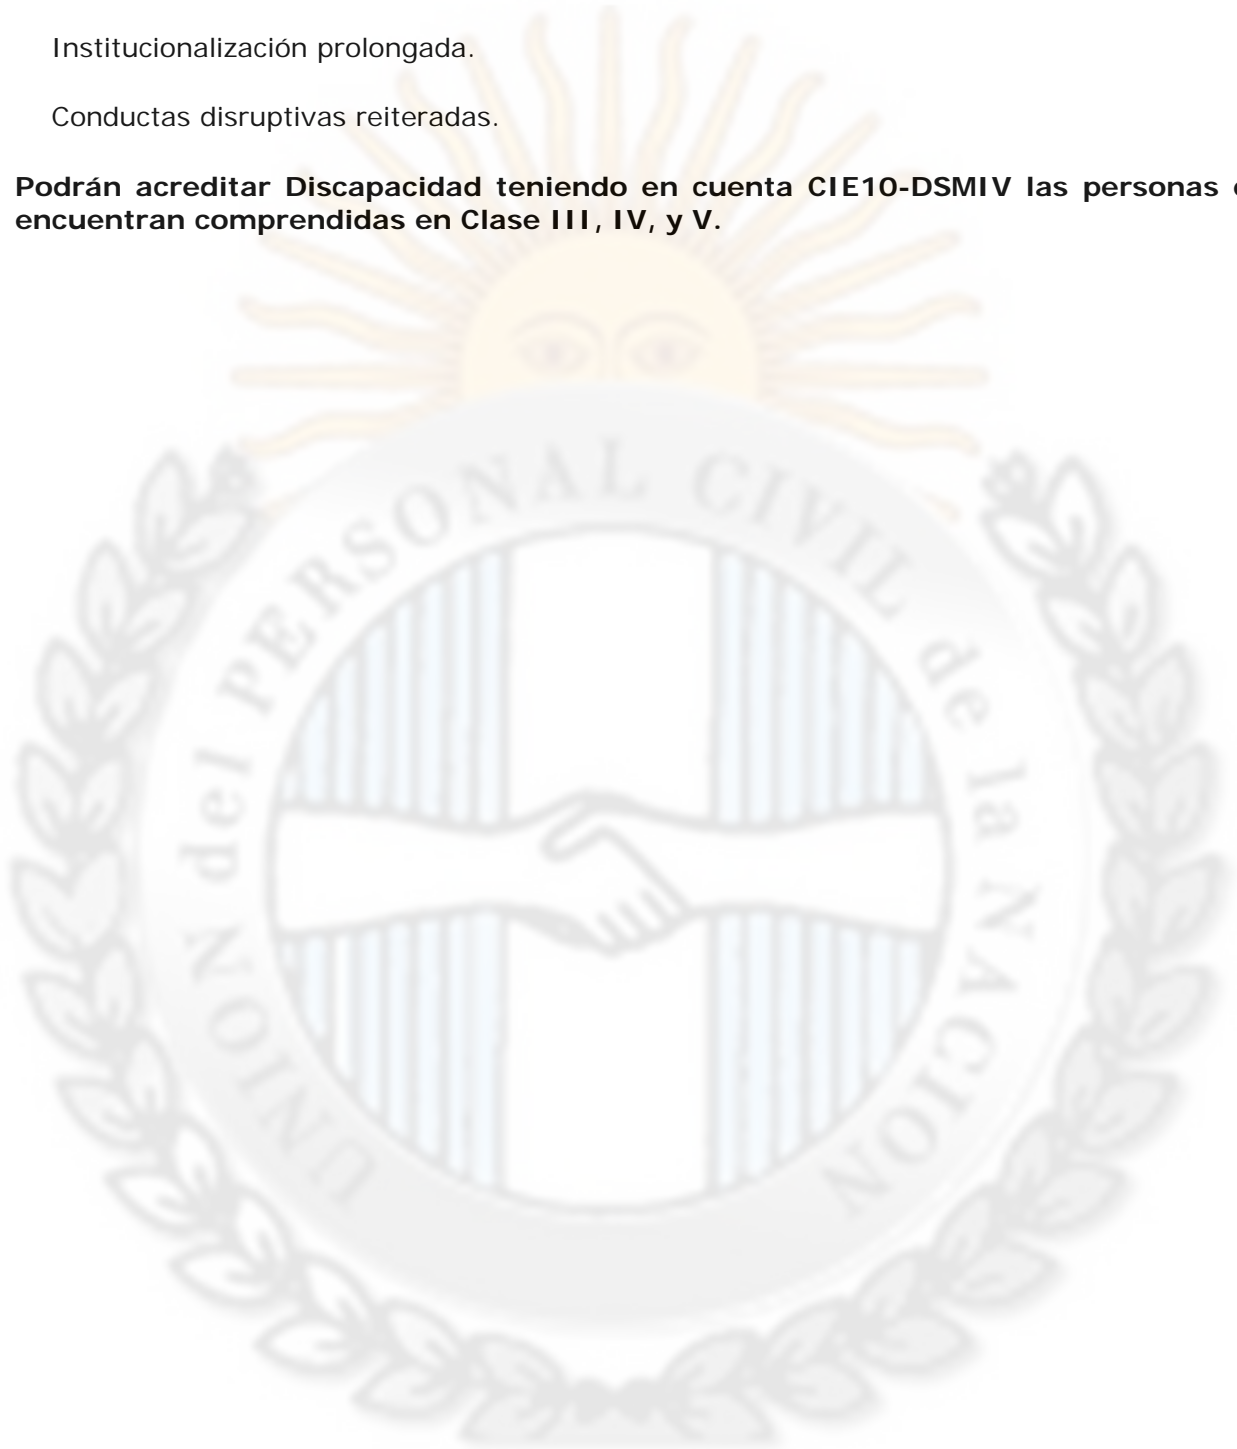 Institucionalización prolongada.
Conductas disruptivas reiteradas.
Podrán acreditar Discapacidad teniendo en cuenta CIE10-DSMIV las personas
encuentran comprendidas en Clase III, IV, y V.
UNION del PERSONAL CIVIL de la NACION